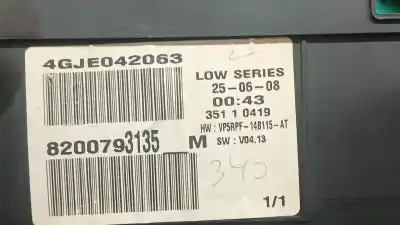 4GJE042063
LOW SERIES
25-06-08
00:43
351 1 0419
HW : VP5RPF-14B115-AT
8200793135__M
SW : V04.13
340
1/1